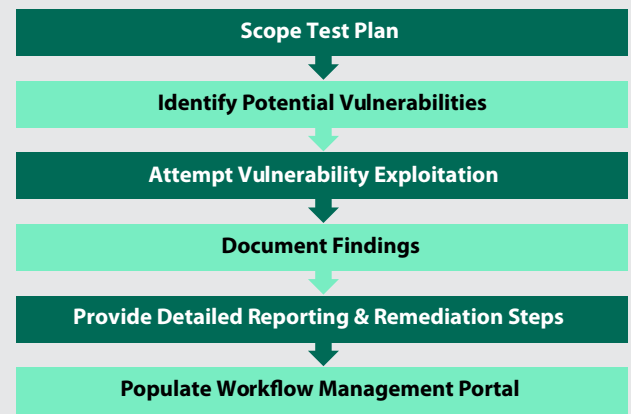 Scope Test Plan
Identify Potential Vulnerabilities
Attempt Vulnerability Exploitation
Document Findings
Provide Detailed Reporting & Remediation Steps
Populate Workflow Management Portal